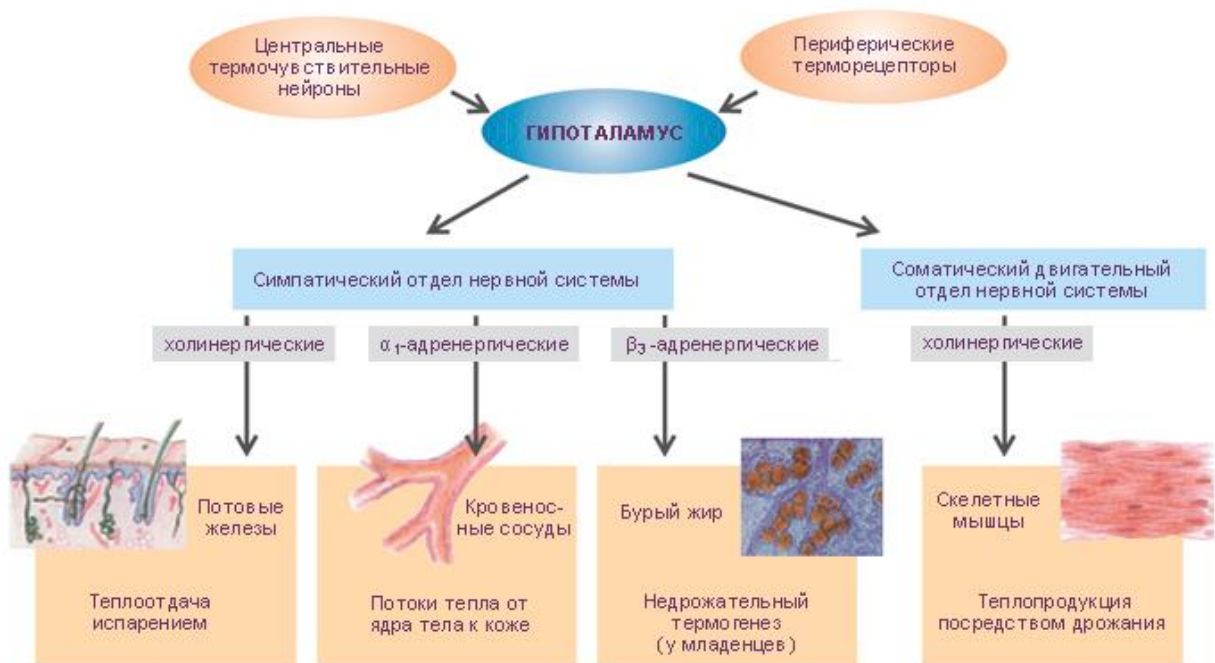 Центральные
термочувствительные
нейроны
Периферические
терморецепторы
ГИПОТАЛАМУС
Симпатический отдел нервной системы
Соматический двигательный
отдел нервной системы
холинергические
α₁-адренергические
β₃-адренергические
холинергические
Потовые
железы
Теплоотдача
испарением
Кровенос-
ные сосуды
Потоки тепла от
ядра тела к коже
Бурый жир
Недрожательный
термогенез
(у младенцев)
Скелетные
мышцы
Теплопродукция
посредством дрожания